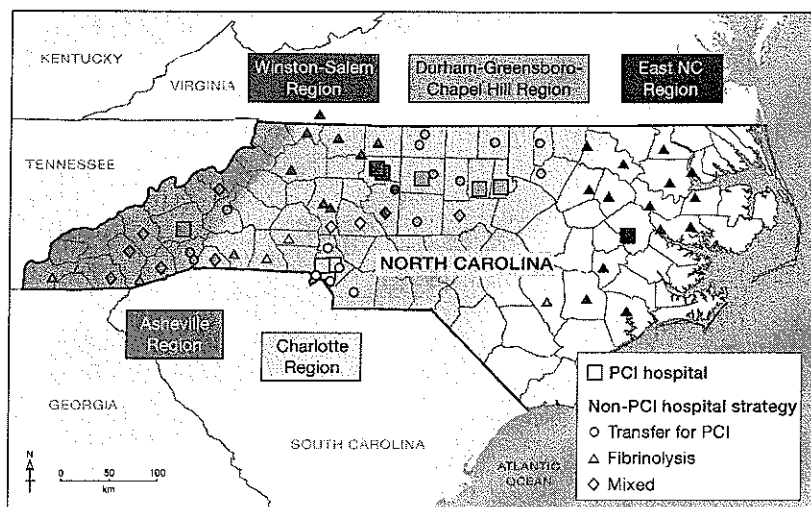 KENTUCKY
VIRGINIA
Winston-Salem
Region
Durham-Greensboro-
Chapel Hill Region
East NC
Region
TENNESSEE
NORTH CAROLINA
Asheville
Region
Charlotte
Region
GEORGIA
SOUTH CAROLINA
ATLANTIC
OCEAN
PCI hospital
Non-PCI hospital strategy
Transfer for PCI
Fibrinolysis
Mixed
N
0 50 100
km